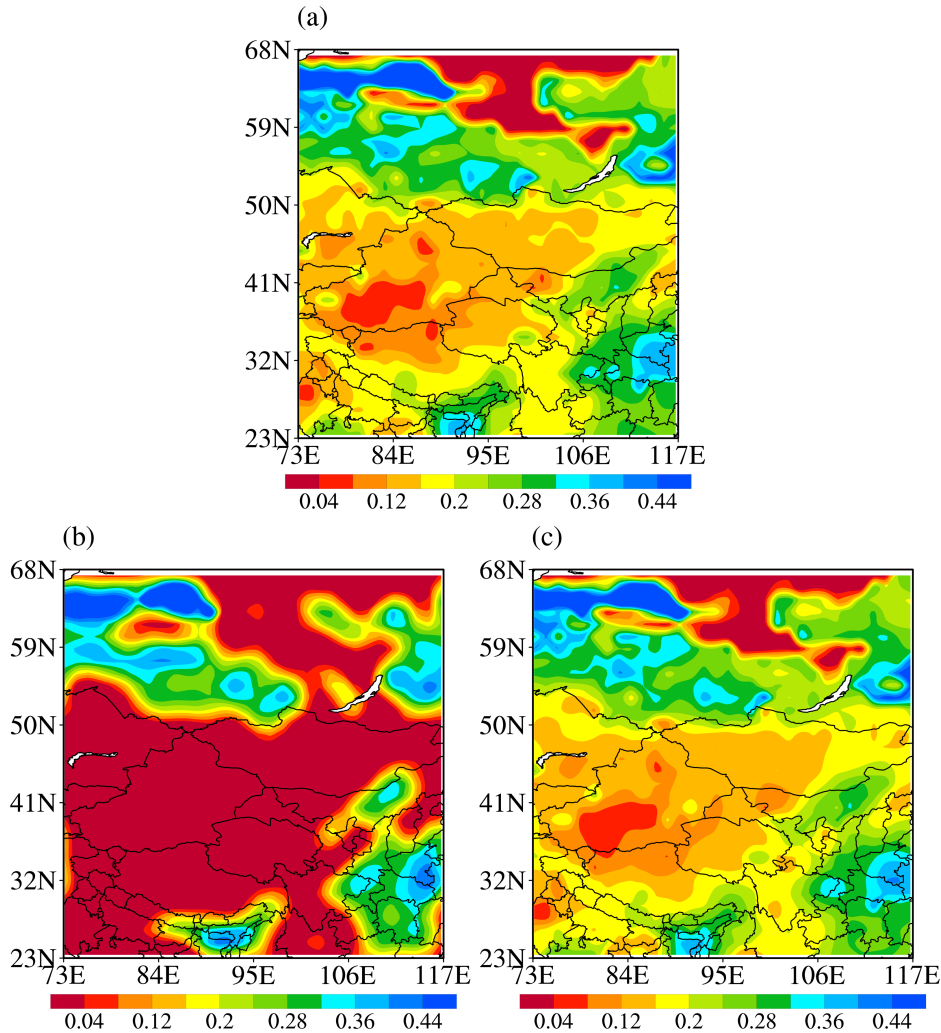 (a)
68N
59N
50N
41N
32N
23N
73E 84E 95E 106E 117E
0.04 0.12 0.2 0.28 0.36 0.44
(b) (c)
68N 68N
59N 59N
50N 50N
41N 41N
32N 32N
23N 23N
73E 84E 95E 106E 117E 73E 84E 95E 106E 117E
0.04 0.12 0.2 0.28 0.36 0.44 0.04 0.12 0.2 0.28 0.36 0.44